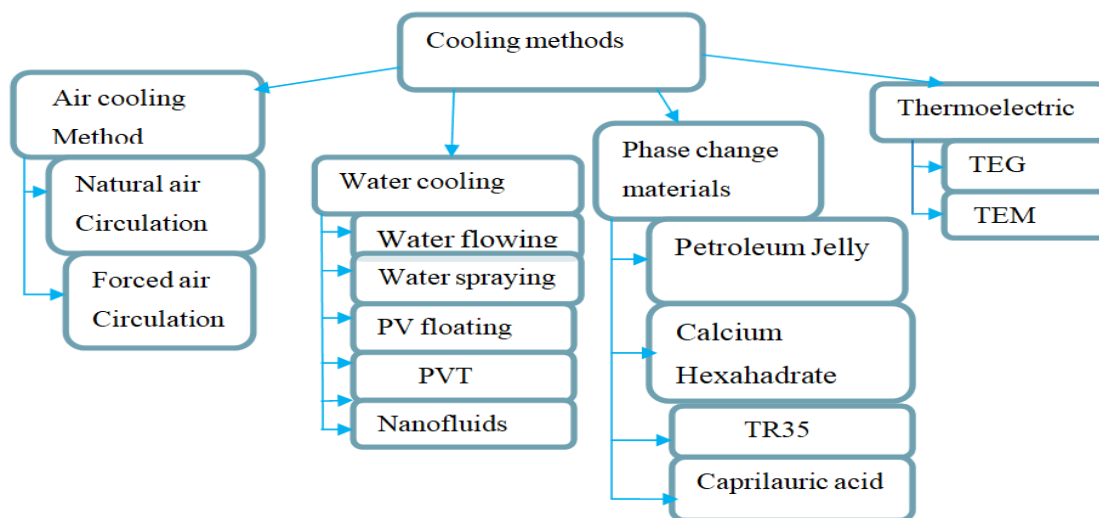 Cooling methods
Air cooling
Method
Natural air
Circulation
Forced air
Circulation
Water cooling
Water flowing
Water spraying
PV floating
PVT
Nanofluids
Phase change
materials
Petroleum Jelly
Calcium
Hexahadrate
TR35
Caprilauric acid
Thermoelectric
TEG
TEM